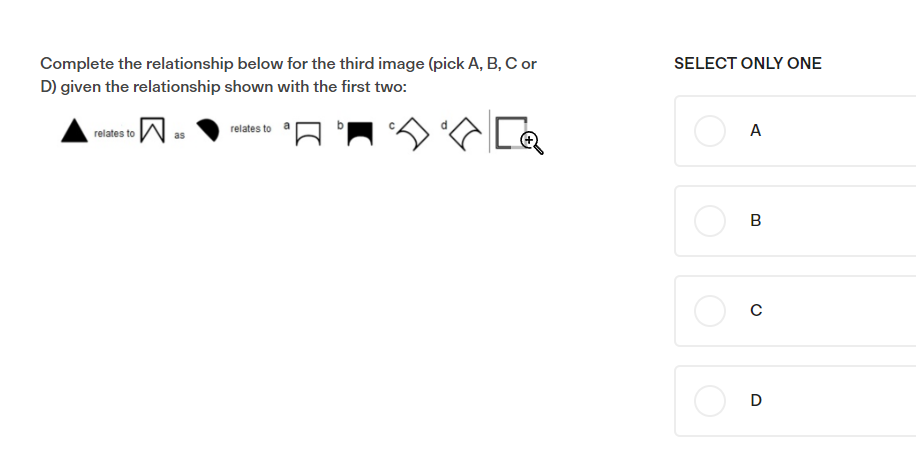 Complete the relationship below for the third image (pick A, B, C or
D) given the relationship shown with the first two:
relates to as relates to a b c d
SELECT ONLY ONE
A
B
C
D